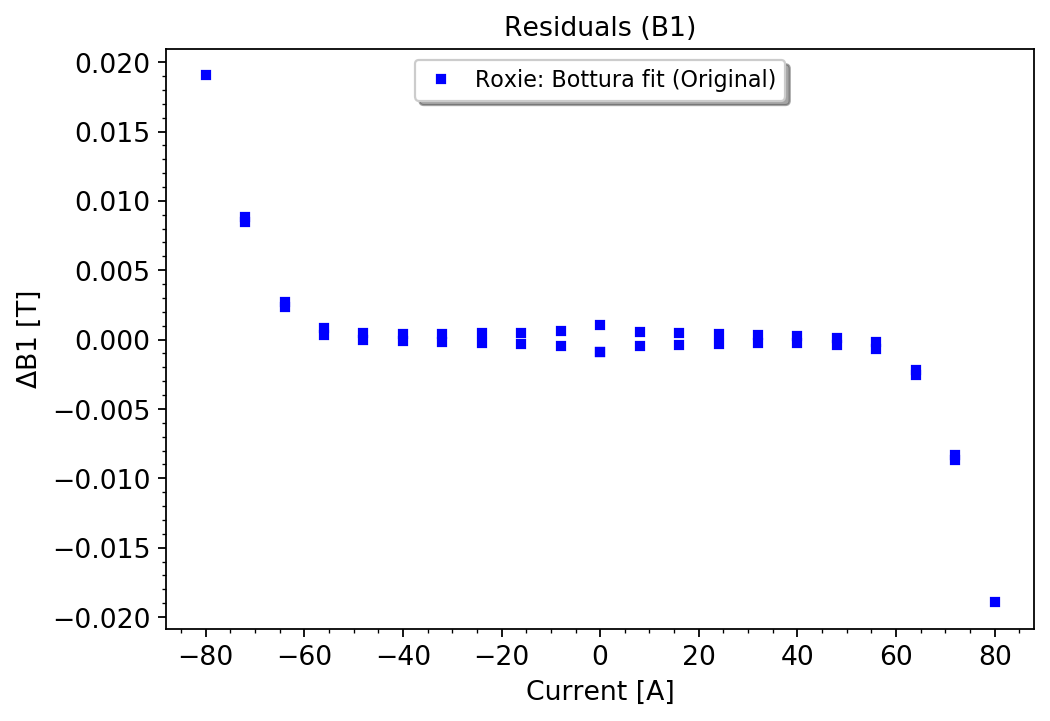 Residuals (B1)
Roxie: Bottura fit (Original)
0.020
0.015
0.010
0.005
0.000
−0.005
−0.010
−0.015
−0.020
ΔB1 [T]
−80 −60 −40 −20 0 20 40 60 80
Current [A]